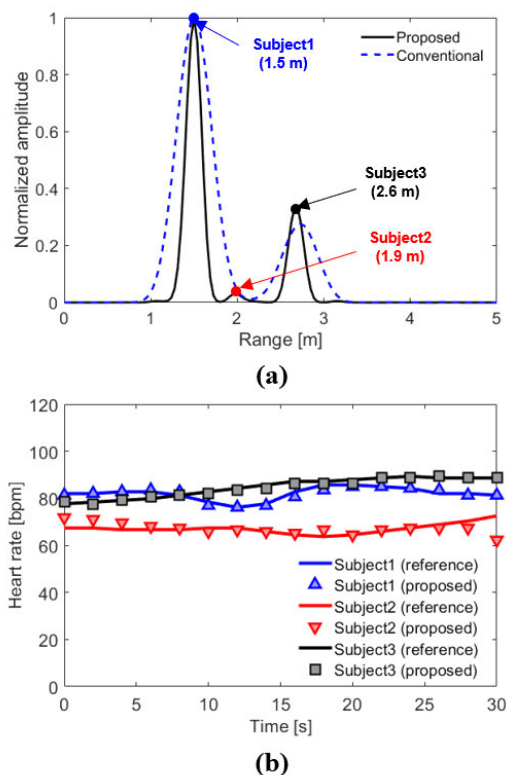 1
0.8
0.6
0.4
0.2
0
Normalized amplitude
Subject1
(1.5 m)
Proposed
Conventional
Subject3
(2.6 m)
Subject2
(1.9 m)
0 1 2 3 4 5
Range [m]
(a)
120
100
80
60
40
20
0
Heart rate [bpm]
Subject1 (reference)
Subject1 (proposed)
Subject2 (reference)
Subject2 (proposed)
Subject3 (reference)
Subject3 (proposed)
0 5 10 15 20 25 30
Time [s]
(b)